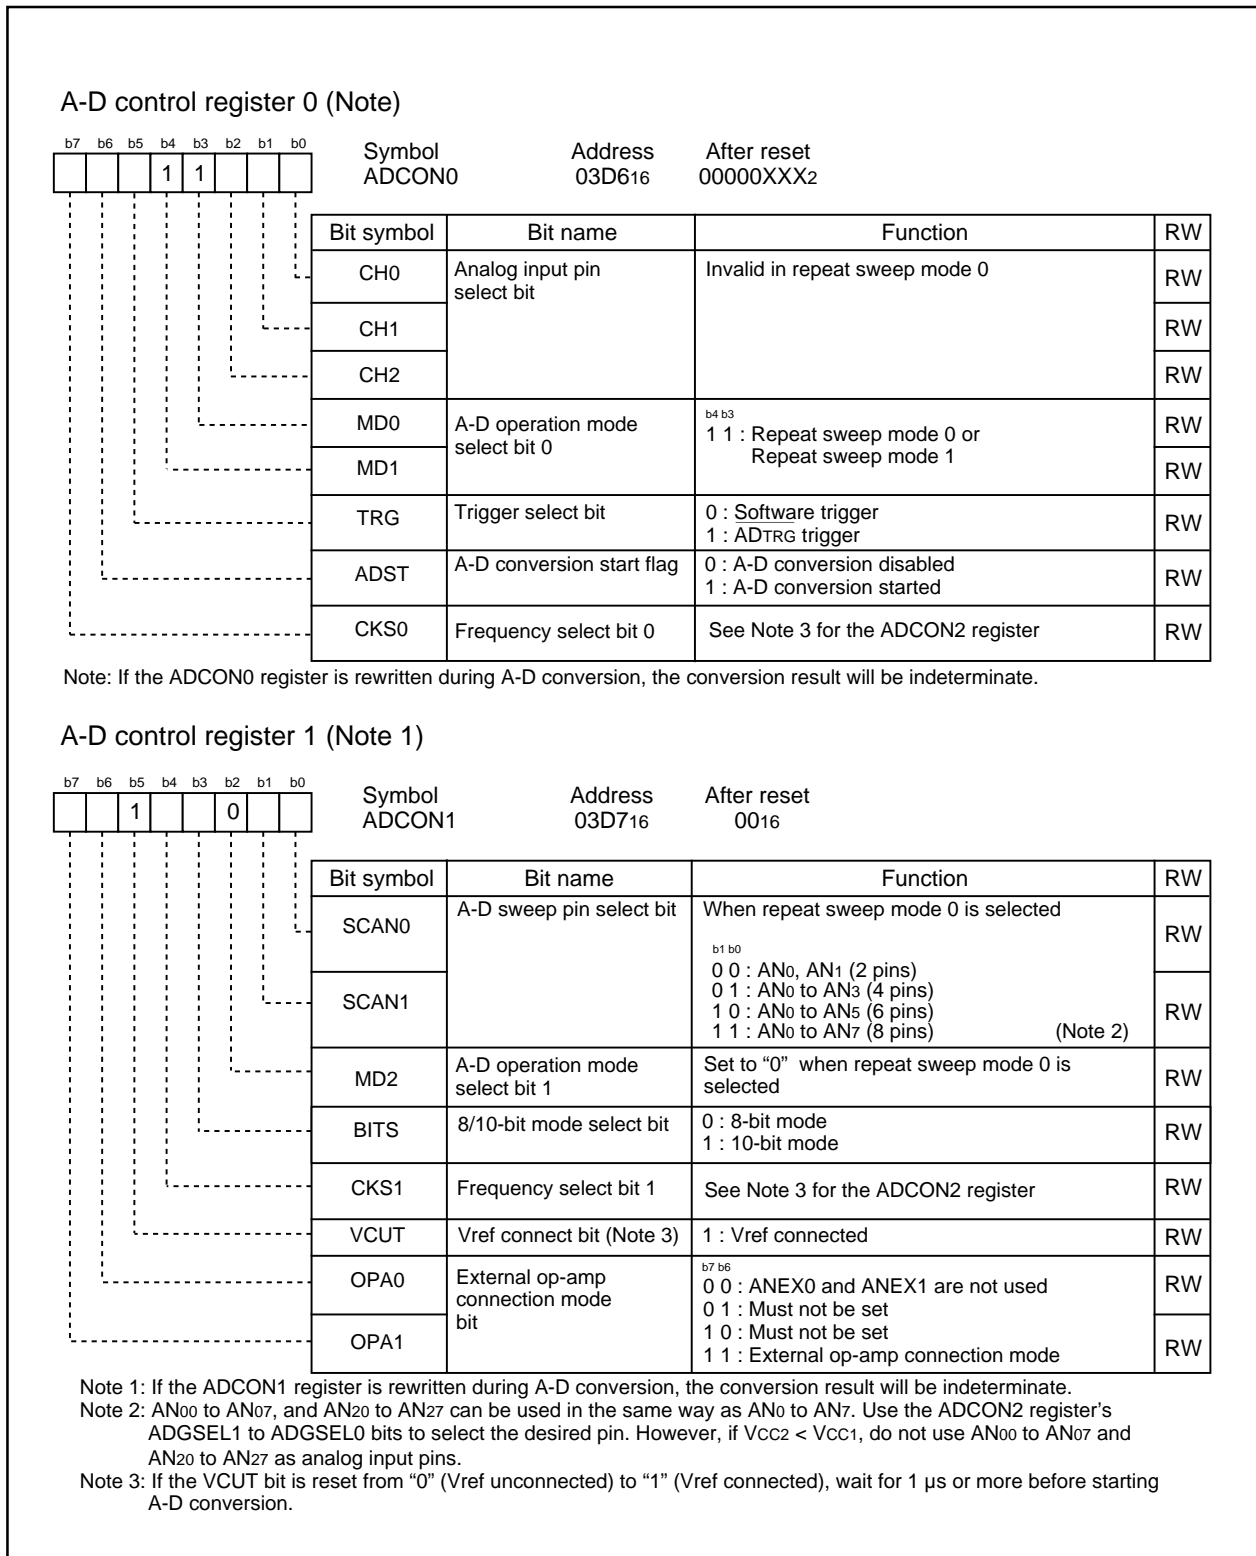 A-D control register 0 (Note)
b7 b6 b5 b4 b3 b2 b1 b0
1 1
Symbol Address After reset
ADCON0 03D616 00000XXX2
Bit symbol Bit name Function RW
CH0 Analog input pin select bit Invalid in repeat sweep mode 0 RW
CH1 RW
CH2 RW
MD0 A-D operation mode select bit 0 b4 b3 RW
1 1 : Repeat sweep mode 0 or
Repeat sweep mode 1
MD1 RW
TRG Trigger select bit 0 : Software trigger RW
1 : ADTRG trigger
ADST A-D conversion start flag 0 : A-D conversion disabled RW
1 : A-D conversion started
CKS0 Frequency select bit 0 See Note 3 for the ADCON2 register RW
Note: If the ADCON0 register is rewritten during A-D conversion, the conversion result will be indeterminate.
A-D control register 1 (Note 1)
b7 b6 b5 b4 b3 b2 b1 b0
1 0
Symbol Address After reset
ADCON1 03D716 0016
Bit symbol Bit name Function RW
SCAN0 A-D sweep pin select bit When repeat sweep mode 0 is selected RW
b1 b0
0 0 : AN0, AN1 (2 pins)
0 1 : AN0 to AN3 (4 pins)
SCAN1 1 0 : AN0 to AN5 (6 pins) RW
1 1 : AN0 to AN7 (8 pins) (Note 2)
MD2 A-D operation mode select bit 1 Set to “0” when repeat sweep mode 0 is selected RW
BITS 8/10-bit mode select bit 0 : 8-bit mode RW
1 : 10-bit mode
CKS1 Frequency select bit 1 See Note 3 for the ADCON2 register RW
VCUT Vref connect bit (Note 3) 1 : Vref connected RW
OPA0 External op-amp connection mode bit b7 b6 RW
0 0 : ANEX0 and ANEX1 are not used
0 1 : Must not be set
OPA1 1 0 : Must not be set RW
1 1 : External op-amp connection mode
Note 1: If the ADCON1 register is rewritten during A-D conversion, the conversion result will be indeterminate.
Note 2: AN00 to AN07, and AN20 to AN27 can be used in the same way as AN0 to AN7. Use the ADCON2 register’s
ADGSEL1 to ADGSEL0 bits to select the desired pin. However, if VCC2 < VCC1, do not use AN00 to AN07 and
AN20 to AN27 as analog input pins.
Note 3: If the VCUT bit is reset from “0” (Vref unconnected) to “1” (Vref connected), wait for 1 µs or more before starting
A-D conversion.